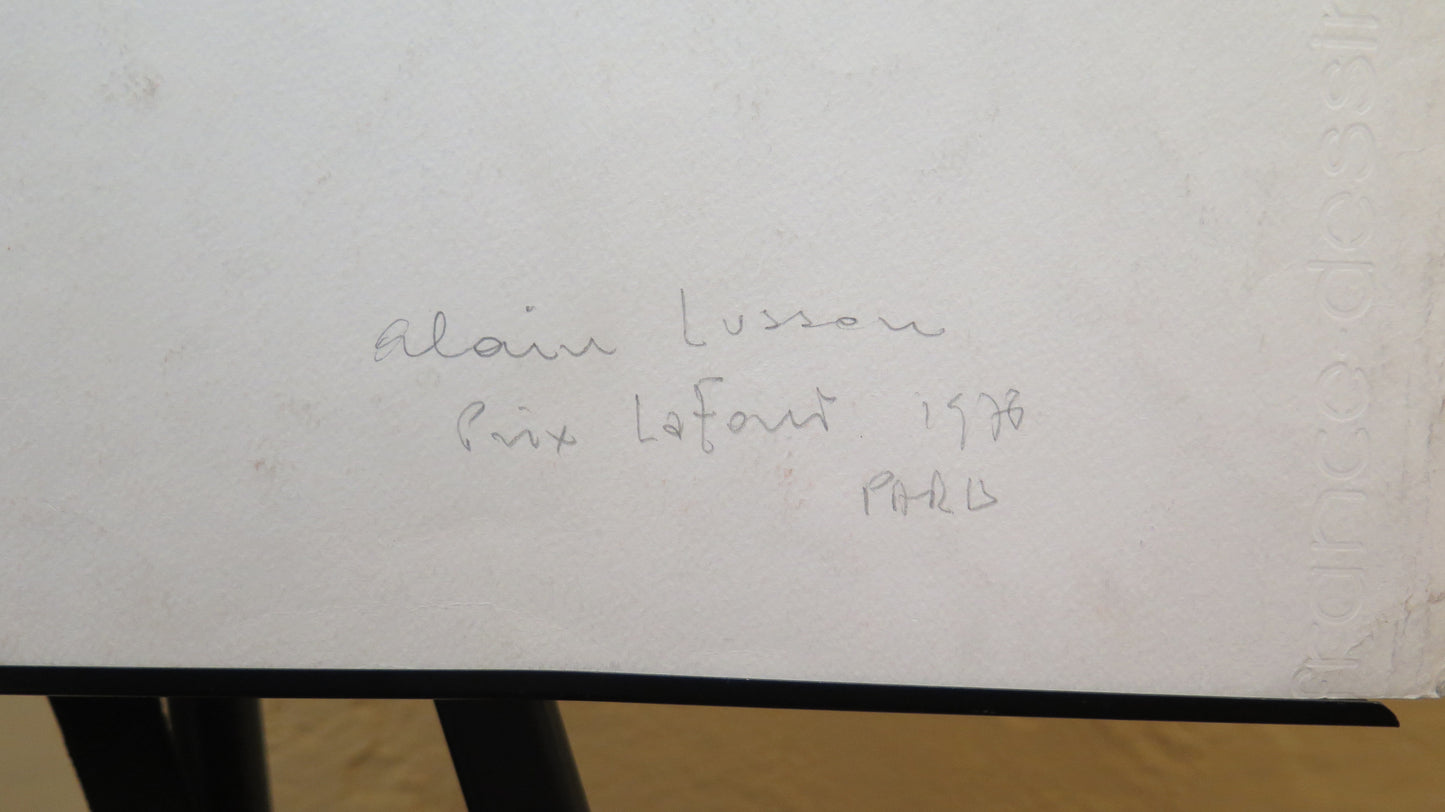 Alain Lusson
Prix Lafont 1978
PARIS
france.dessin